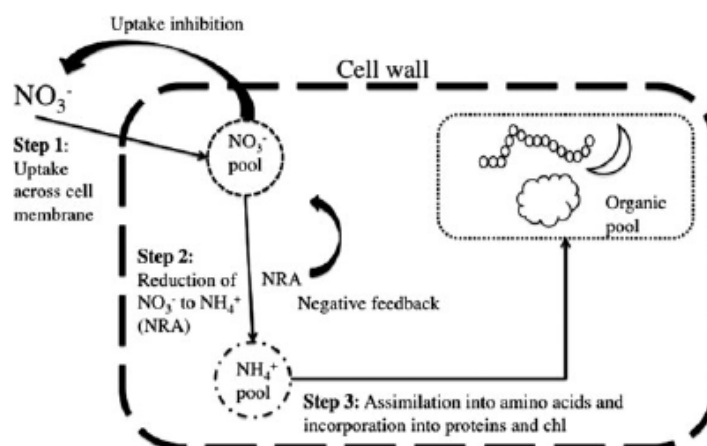 Uptake inhibition
Cell wall
NO₃⁻
Step 1:
Uptake
across cell
membrane
NO₃⁻
pool
Organic
pool
Step 2:
Reduction of
NO₃⁻ to NH₄⁺
(NRA)
NRA
Negative feedback
NH₄⁺
pool
Step 3: Assimilation into amino acids and
incorporation into proteins and chl